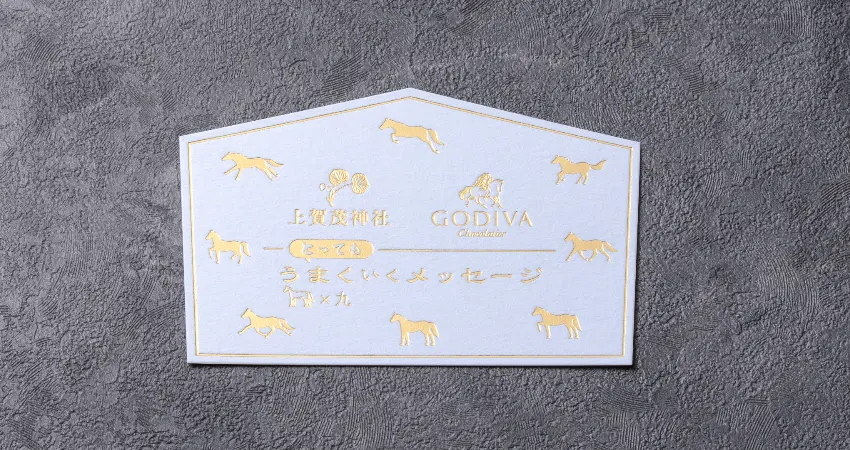 上賀茂神社
GODIVA
Chocolatier
とっても
うまくいくメッセージ
×九